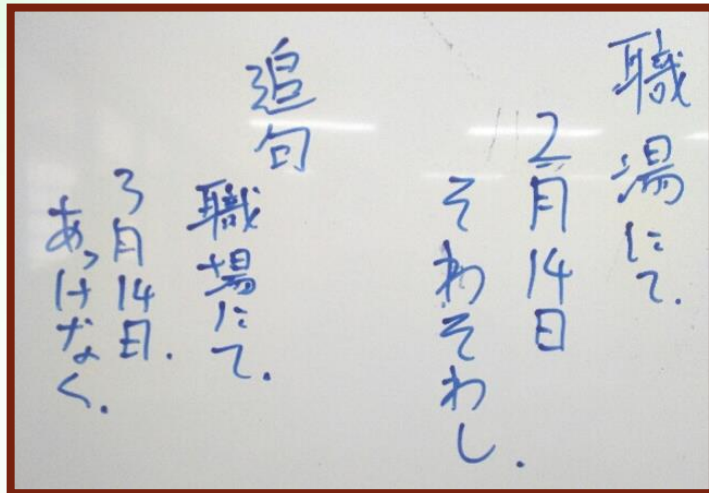 職場にて.
2月14日
そわそわし.
追句
職場にて.
3月14日.
あっけなく.